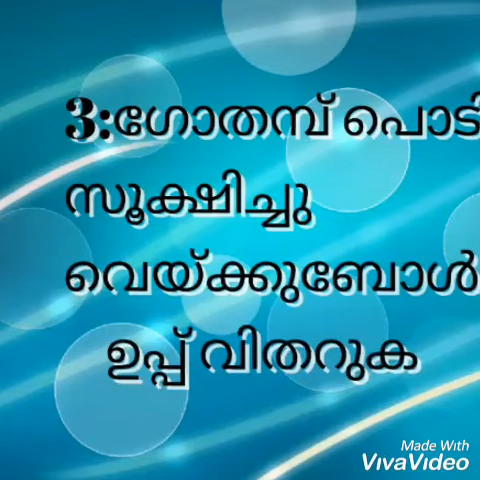 3:ഗോതമ്പ് പൊടി
സൂക്ഷിച്ചു
വെയ്ക്കുബോൾ
ഉപ്പ് വിതറുക
Made With
VivaVideo